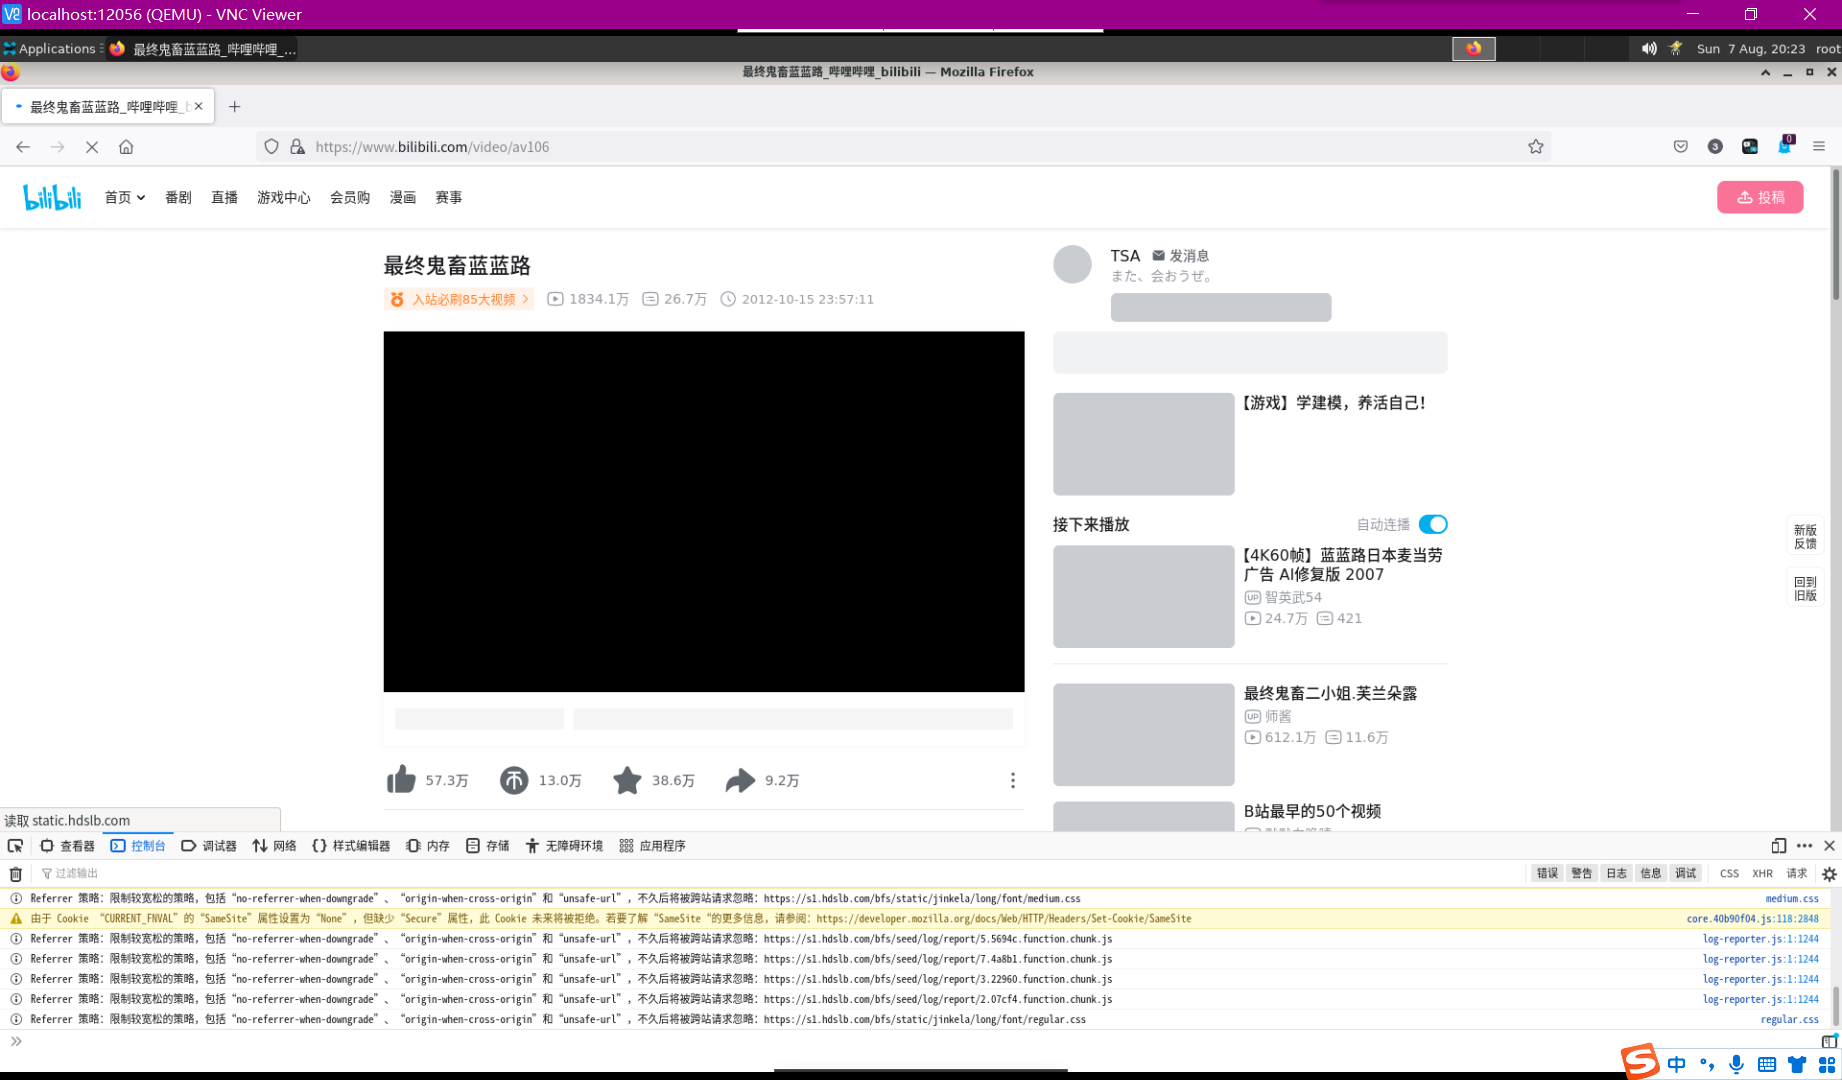 localhost:12056 (QEMU) - VNC Viewer
Applications
最终鬼畜蓝蓝路_哔哩哔哩_...
Sun 7 Aug, 20:23 root
最终鬼畜蓝蓝路_哔哩哔哩_bilibili — Mozilla Firefox
最终鬼畜蓝蓝路_哔哩哔哩_b
https://www.bilibili.com/video/av106
3
0
bilibili
首页 番剧 直播 游戏中心 会员购 漫画 赛事
投稿
最终鬼畜蓝蓝路
入站必刷85大视频 1834.1万 26.7万 2012-10-15 23:57:11
TSA 发消息
また、会おうぜ。
【游戏】学建模，养活自己!
接下来播放 自动连播
【4K60帧】蓝蓝路日本麦当劳
广告 AI修复版 2007
UP 智英武54
24.7万 421
最终鬼畜二小姐.芙兰朵露
UP 师酱
612.1万 11.6万
B站最早的50个视频
新版
反馈
回到
旧版
57.3万 13.0万 38.6万 9.2万
读取 static.hdslb.com
查看器 控制台 调试器 网络 样式编辑器 内存 存储 无障碍环境 应用程序
过滤输出
错误 警告 日志 信息 调试 CSS XHR 请求
Referrer 策略：限制较宽松的策略，包括“no-referrer-when-downgrade”、“origin-when-cross-origin”和“unsafe-url”，不久后将被跨站请求忽略：https://s1.hdslb.com/bfs/static/jinkela/long/font/medium.css medium.css
由于 Cookie “CURRENT_FNVAL”的“SameSite”属性设置为“None”，但缺少“Secure”属性，此 Cookie 未来将被拒绝。若要了解“SameSite“的更多信息，请参阅：https://developer.mozilla.org/docs/Web/HTTP/Headers/Set-Cookie/SameSite core.40b90f04.js:118:2848
Referrer 策略：限制较宽松的策略，包括“no-referrer-when-downgrade”、“origin-when-cross-origin”和“unsafe-url”，不久后将被跨站请求忽略：https://s1.hdslb.com/bfs/seed/log/report/5.5694c.function.chunk.js log-reporter.js:1:1244
Referrer 策略：限制较宽松的策略，包括“no-referrer-when-downgrade”、“origin-when-cross-origin”和“unsafe-url”，不久后将被跨站请求忽略：https://s1.hdslb.com/bfs/seed/log/report/7.4a8b1.function.chunk.js log-reporter.js:1:1244
Referrer 策略：限制较宽松的策略，包括“no-referrer-when-downgrade”、“origin-when-cross-origin”和“unsafe-url”，不久后将被跨站请求忽略：https://s1.hdslb.com/bfs/seed/log/report/3.22960.function.chunk.js log-reporter.js:1:1244
Referrer 策略：限制较宽松的策略，包括“no-referrer-when-downgrade”、“origin-when-cross-origin”和“unsafe-url”，不久后将被跨站请求忽略：https://s1.hdslb.com/bfs/seed/log/report/2.07cf4.function.chunk.js log-reporter.js:1:1244
Referrer 策略：限制较宽松的策略，包括“no-referrer-when-downgrade”、“origin-when-cross-origin”和“unsafe-url”，不久后将被跨站请求忽略：https://s1.hdslb.com/bfs/static/jinkela/long/font/regular.css regular.css
中